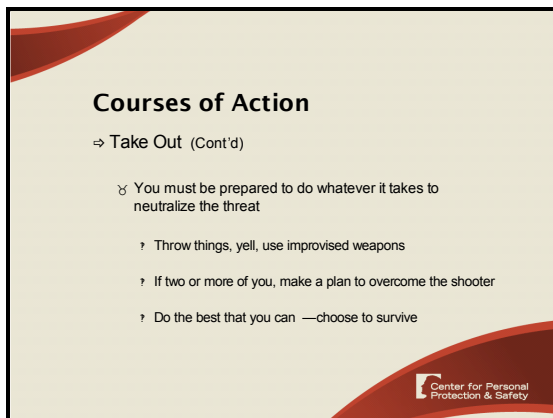 Courses of Action
⇨ Take Out (Cont'd)
♉ You must be prepared to do whatever it takes to
neutralize the threat
? Throw things, yell, use improvised weapons
? If two or more of you, make a plan to overcome the shooter
? Do the best that you can —choose to survive
Center for Personal
Protection & Safety